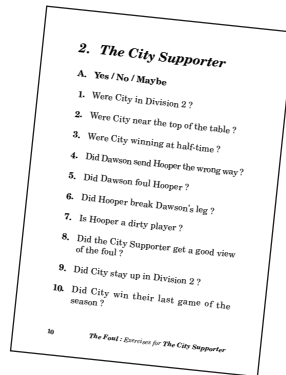 2. The City Supporter
A. Yes / No / Maybe
1. Were City in Division 2 ?
2. Were City near the top of the table ?
3. Were City winning at half-time ?
4. Did Dawson send Hooper the wrong way ?
5. Did Dawson foul Hooper ?
6. Did Hooper break Dawson's leg ?
7. Is Hooper a dirty player ?
8. Did the City Supporter get a good view
of the foul ?
9. Did City stay up in Division 2 ?
10. Did City win their last game of the
season ?
10 The Foul : Exercises for The City Supporter